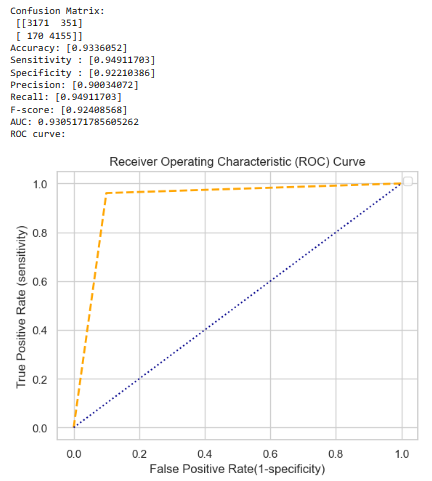 Confusion Matrix:
[[3171 351]
[ 170 4155]]
Accuracy: [0.9336052]
Sensitivity : [0.94911703]
Specificity : [0.92210386]
Precision: [0.90034072]
Recall: [0.94911703]
F-score: [0.92408568]
AUC: 0.9305171785605262
ROC curve:
Receiver Operating Characteristic (ROC) Curve
True Positive Rate (sensitivity)
1.0
0.8
0.6
0.4
0.2
0.0
0.0 0.2 0.4 0.6 0.8 1.0
False Positive Rate(1-specificity)